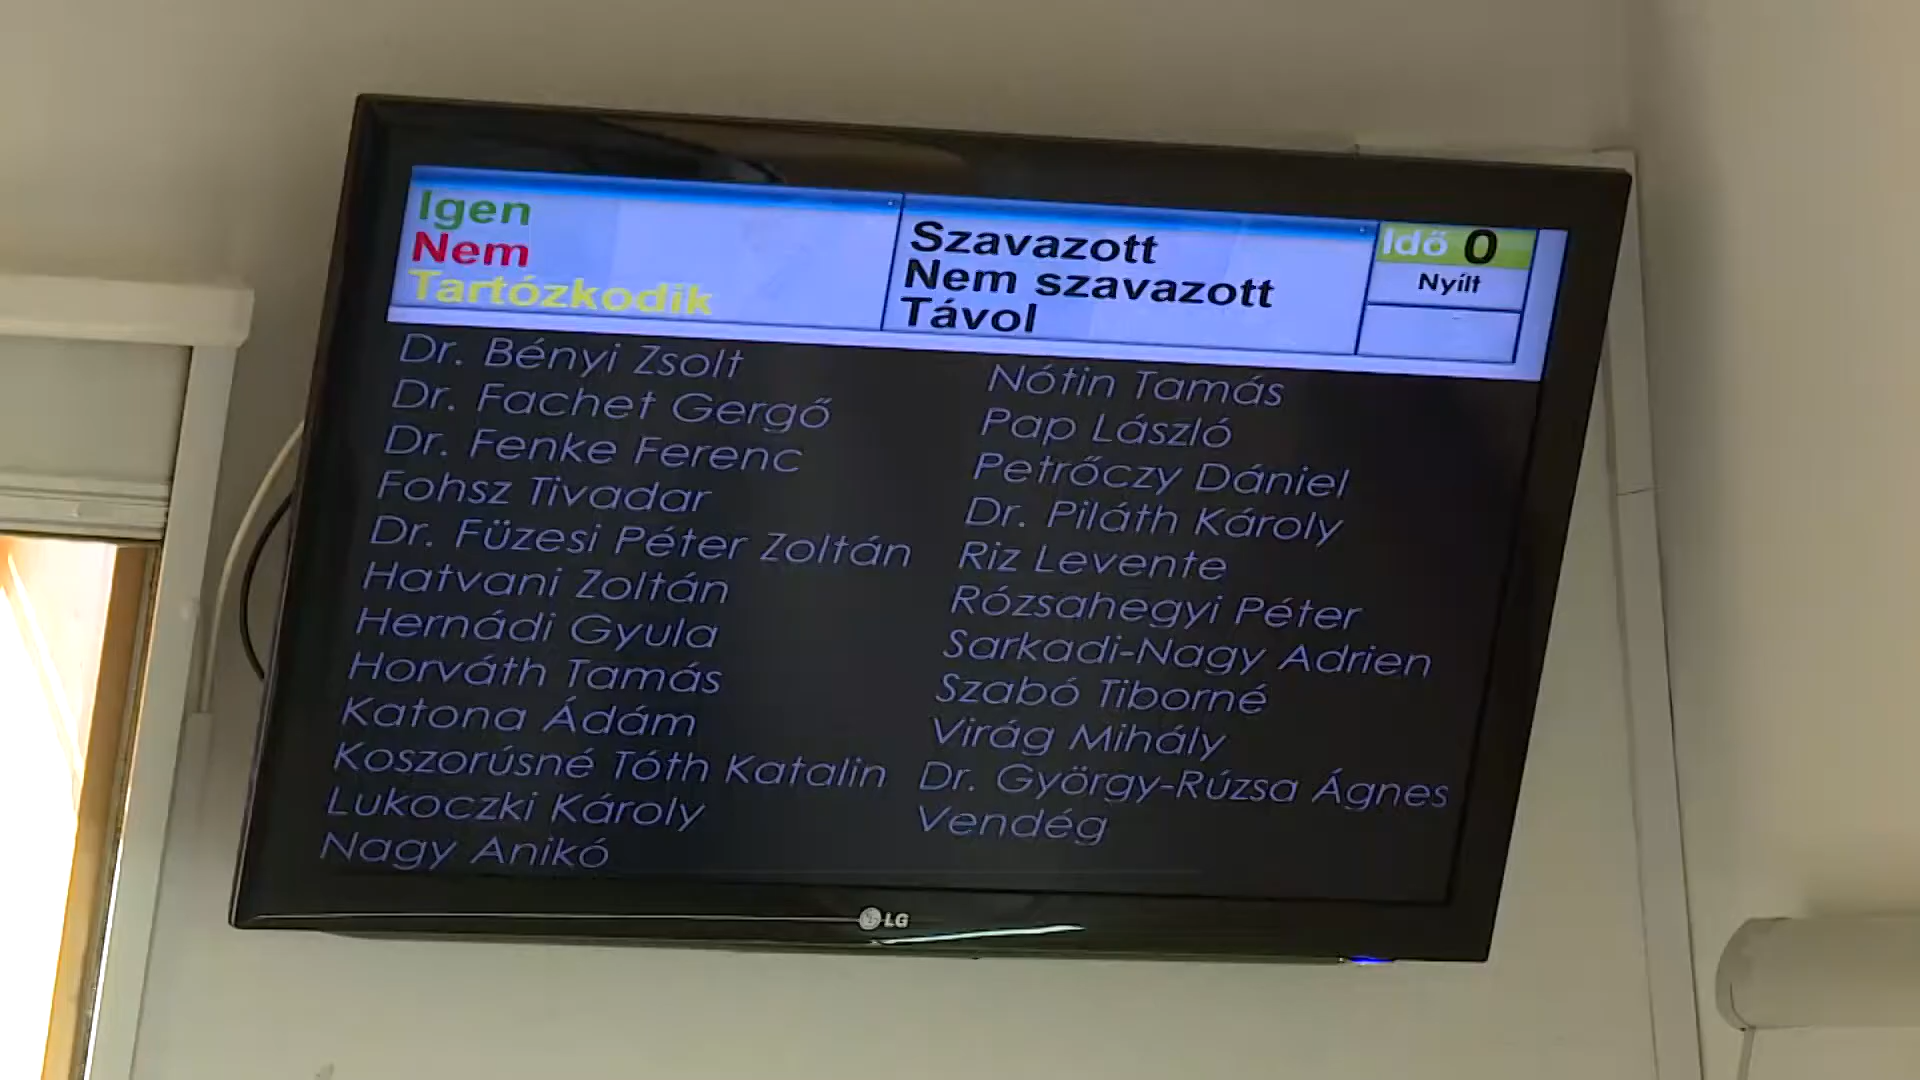 Igen
Nem
Tartózkodik
Szavazott
Nem szavazott
Távol
Idő 0
Nyílt
Dr. Bényi Zsolt
Dr. Fachet Gergő
Dr. Fenke Ferenc
Fohsz Tivadar
Dr. Füzesi Péter Zoltán
Hatvani Zoltán
Hernádi Gyula
Horváth Tamás
Katona Ádám
Koszorúsné Tóth Katalin
Lukoczki Károly
Nagy Anikó
Nótin Tamás
Pap László
Petrőczy Dániel
Dr. Piláth Károly
Riz Levente
Rózsahegyi Péter
Sarkadi-Nagy Adrien
Szabó Tiborné
Virág Mihály
Dr. György-Rúzsa Ágnes
Vendég
LG